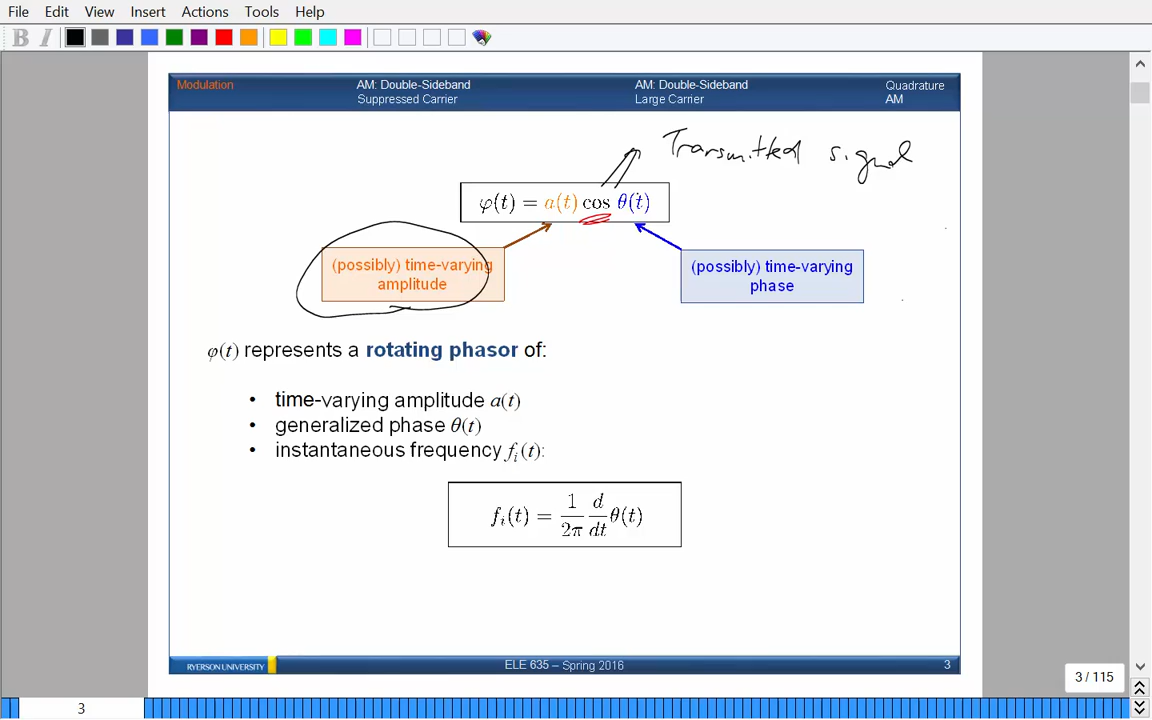 File Edit View Insert Actions Tools Help
B I
Modulation AM: Double-Sideband AM: Double-Sideband Quadrature
Suppressed Carrier Large Carrier AM
Transmitted signal
φ(t) = a(t) cos θ(t)
(possibly) time-varying (possibly) time-varying
amplitude phase
φ(t) represents a rotating phasor of:
• time-varying amplitude a(t)
• generalized phase θ(t)
• instantaneous frequency fᵢ(t):
fᵢ(t) = 1/2π d/dt θ(t)
RYERSON UNIVERSITY ELE 635 – Spring 2016 3
3 / 115
3